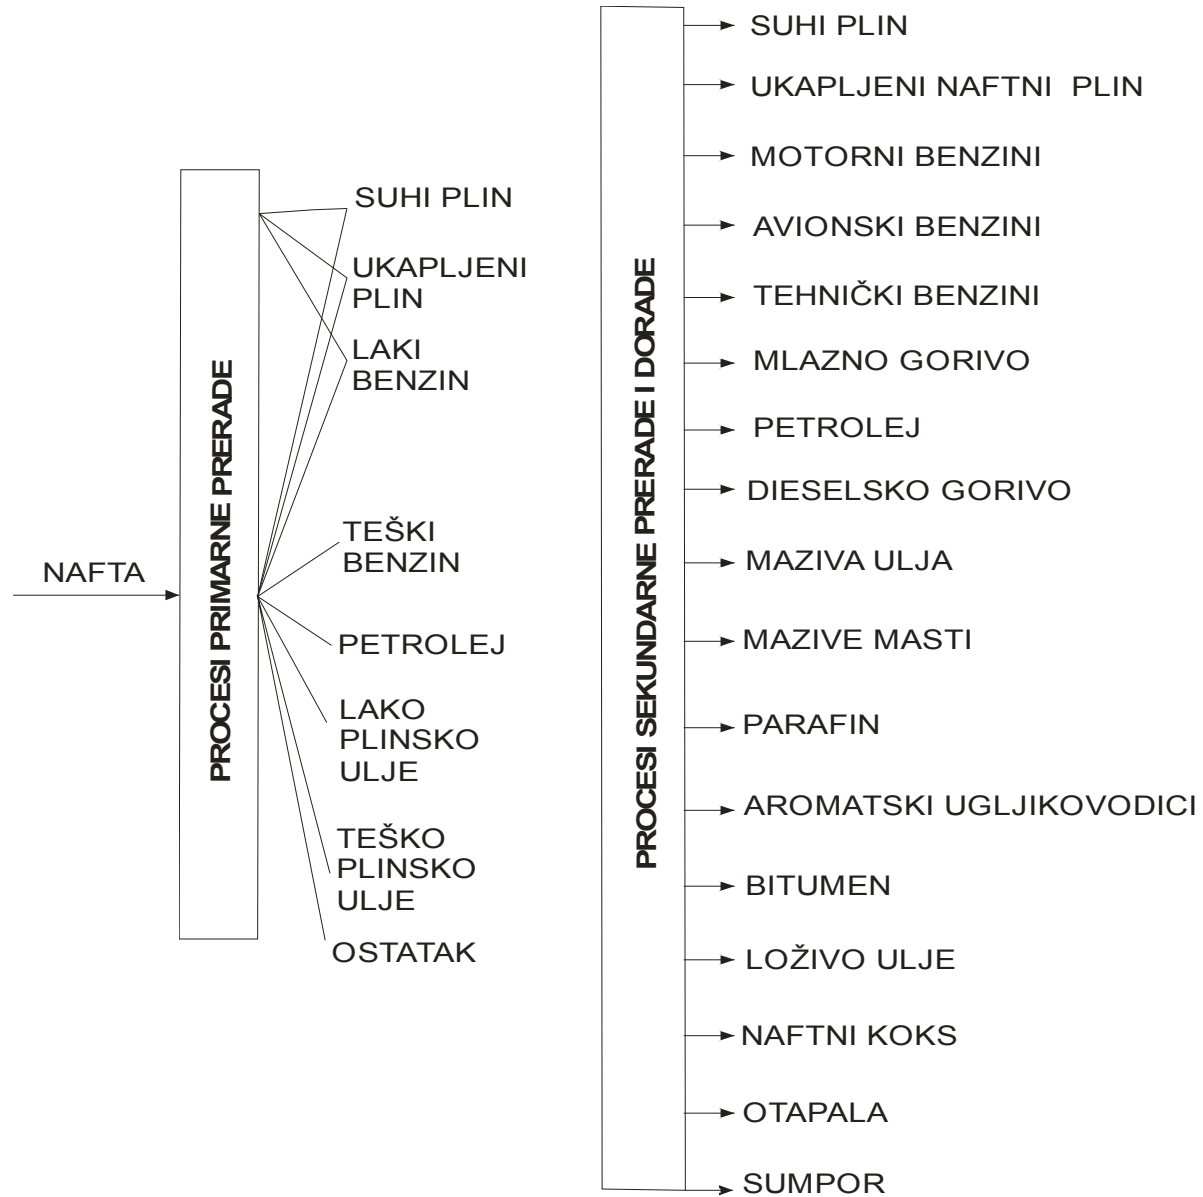 NAFTA
PROCESI PRIMARNE PRERADE
SUHI PLIN
UKAPLJENI
PLIN
LAKI
BENZIN
TEŠKI
BENZIN
PETROLEJ
LAKO
PLINSKO
ULJE
TEŠKO
PLINSKO
ULJE
OSTATAK
PROCESI SEKUNDARNE PRERADE I DORADE
SUHI PLIN
UKAPLJENI NAFTNI PLIN
MOTORNI BENZINI
AVIONSKI BENZINI
TEHNIČKI BENZINI
MLAZNO GORIVO
PETROLEJ
DIESELSKO GORIVO
MAZIVA ULJA
MAZIVE MASTI
PARAFIN
AROMATSKI UGLJIKOVODICI
BITUMEN
LOŽIVO ULJE
NAFTNI KOKS
OTAPALA
SUMPOR